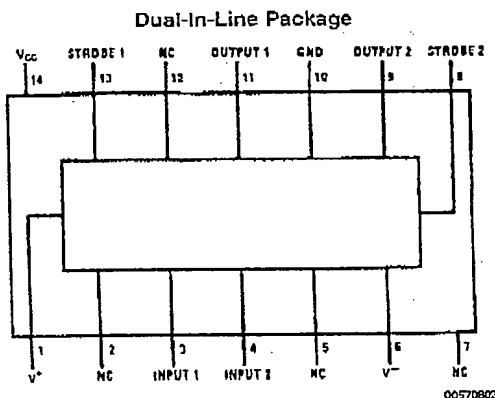 Dual-In-Line Package
VCC STROBE 1 NC OUTPUT 1 GND OUTPUT 2 STROBE 2
14 13 12 11 10 9 8
1 2 3 4 5 6 7
V+ NC INPUT 1 INPUT 2 NC V− NC
00570802